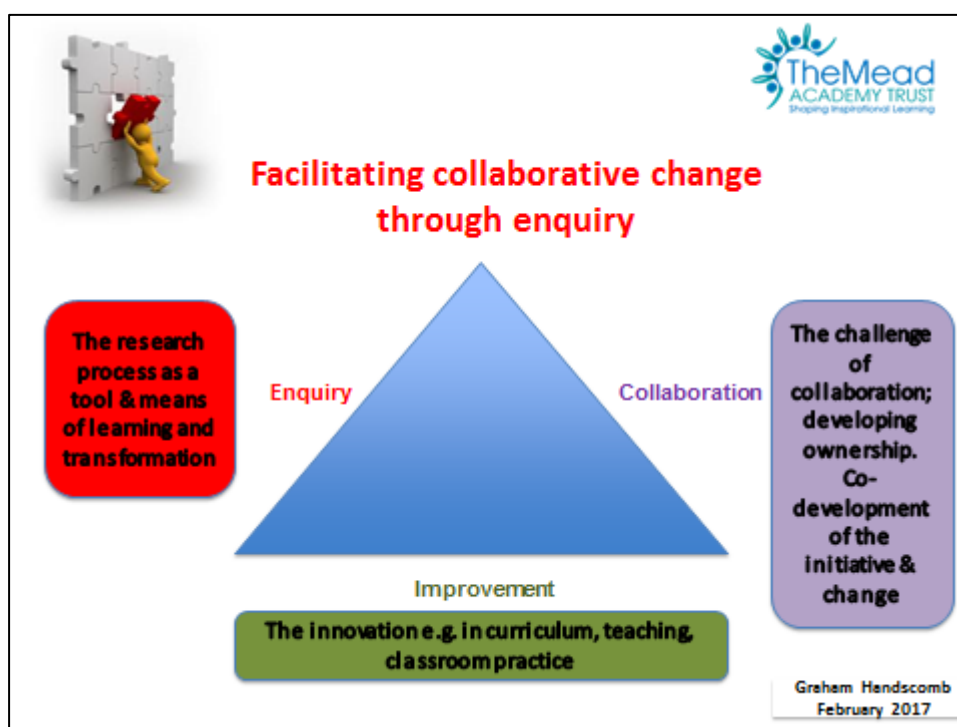 TheMead
ACADEMY TRUST
Shaping Inspirational Learning
Facilitating collaborative change
through enquiry
The research
process as a
tool & means
of learning and
transformation
Enquiry
Collaboration
The challenge
of
collaboration;
developing
ownership.
Co-
development
of the
initiative &
change
Improvement
The innovation e.g. in curriculum, teaching,
classroom practice
Graham Handscomb
February 2017